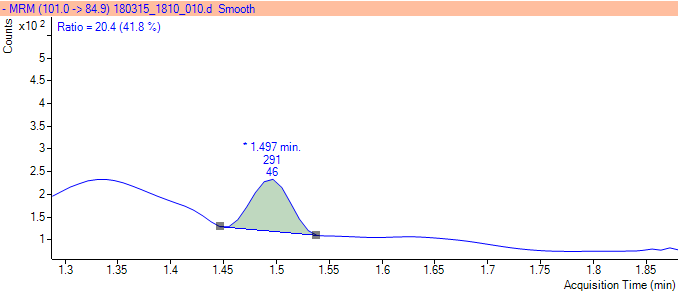 - MRM (101.0 -> 84.9) 180315_1810_010.d Smooth
Counts
x10 2
Ratio = 20.4 (41.8 %)
5
4.5
4
3.5
3
2.5
2
1.5
1
* 1.497 min.
291
46
1.3 1.35 1.4 1.45 1.5 1.55 1.6 1.65 1.7 1.75 1.8 1.85
Acquisition Time (min)